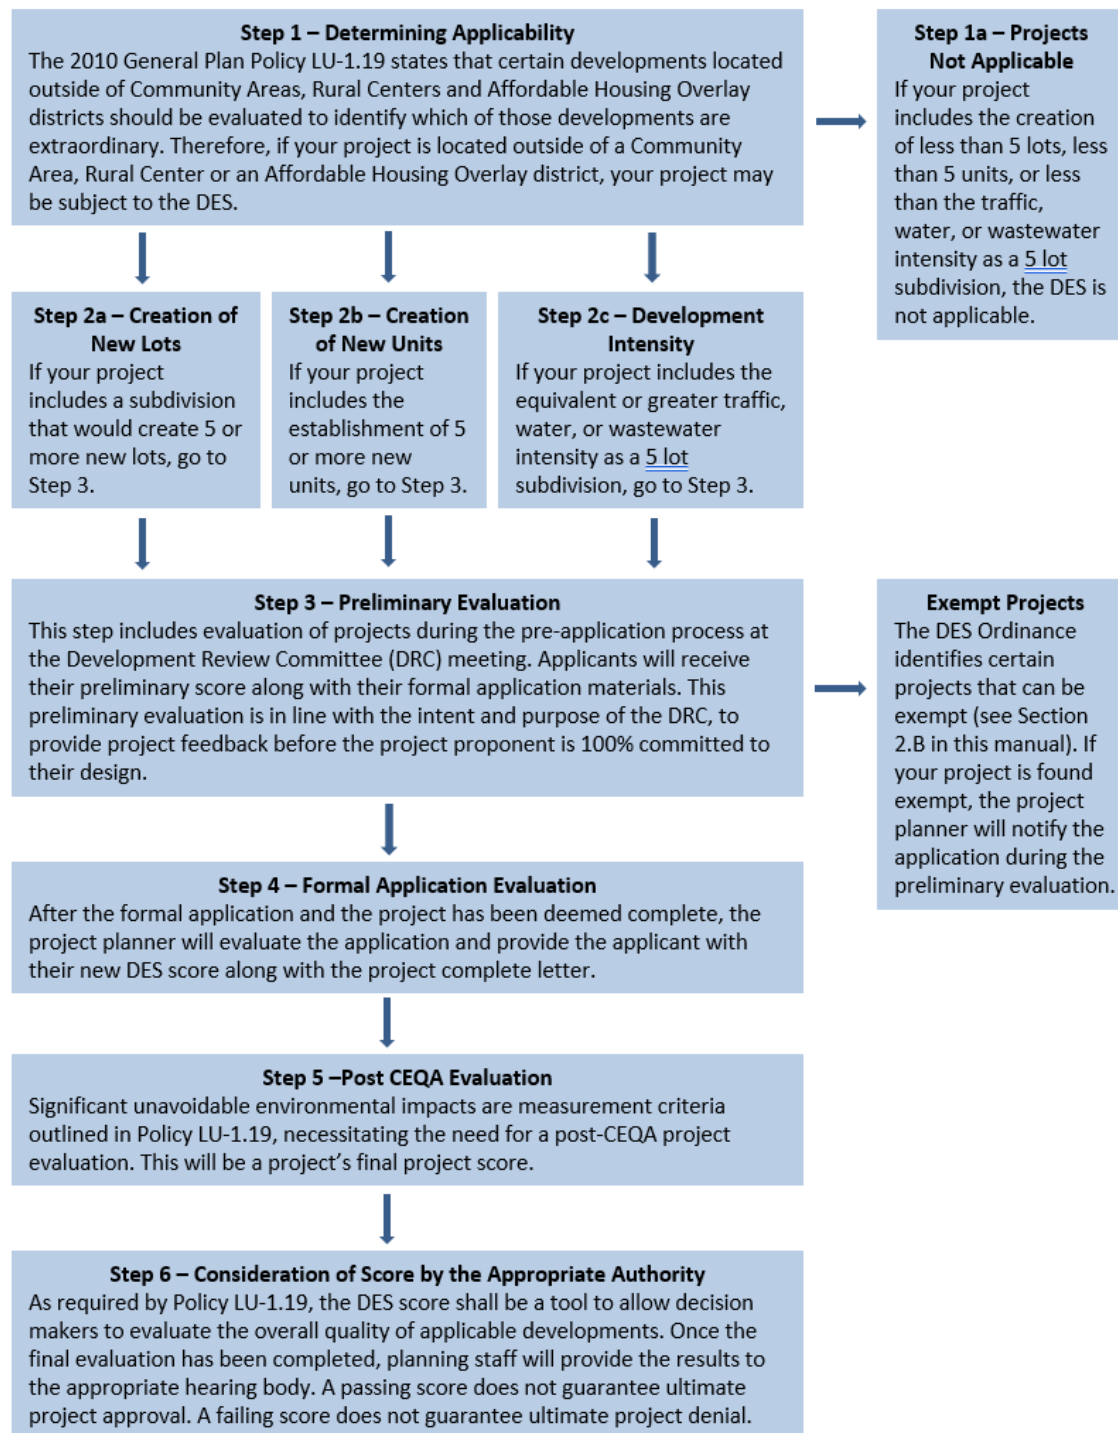 Step 1 – Determining Applicability
The 2010 General Plan Policy LU-1.19 states that certain developments located
outside of Community Areas, Rural Centers and Affordable Housing Overlay
districts should be evaluated to identify which of those developments are
extraordinary. Therefore, if your project is located outside of a Community
Area, Rural Center or an Affordable Housing Overlay district, your project may
be subject to the DES.
Step 1a – Projects
Not Applicable
If your project
includes the creation
of less than 5 lots, less
than 5 units, or less
than the traffic,
water, or wastewater
intensity as a 5 lot
subdivision, the DES is
not applicable.
Step 2a – Creation of
New Lots
If your project
includes a subdivision
that would create 5 or
more new lots, go to
Step 3.
Step 2b – Creation
of New Units
If your project
includes the
establishment of 5
or more new
units, go to Step 3.
Step 2c – Development
Intensity
If your project includes the
equivalent or greater traffic,
water, or wastewater
intensity as a 5 lot
subdivision, go to Step 3.
Step 3 – Preliminary Evaluation
This step includes evaluation of projects during the pre-application process at
the Development Review Committee (DRC) meeting. Applicants will receive
their preliminary score along with their formal application materials. This
preliminary evaluation is in line with the intent and purpose of the DRC, to
provide project feedback before the project proponent is 100% committed to
their design.
Exempt Projects
The DES Ordinance
identifies certain
projects that can be
exempt (see Section
2.B in this manual). If
your project is found
exempt, the project
planner will notify the
application during the
preliminary evaluation.
Step 4 – Formal Application Evaluation
After the formal application and the project has been deemed complete, the
project planner will evaluate the application and provide the applicant with
their new DES score along with the project complete letter.
Step 5 –Post CEQA Evaluation
Significant unavoidable environmental impacts are measurement criteria
outlined in Policy LU-1.19, necessitating the need for a post-CEQA project
evaluation. This will be a project’s final project score.
Step 6 – Consideration of Score by the Appropriate Authority
As required by Policy LU-1.19, the DES score shall be a tool to allow decision
makers to evaluate the overall quality of applicable developments. Once the
final evaluation has been completed, planning staff will provide the results to
the appropriate hearing body. A passing score does not guarantee ultimate
project approval. A failing score does not guarantee ultimate project denial.